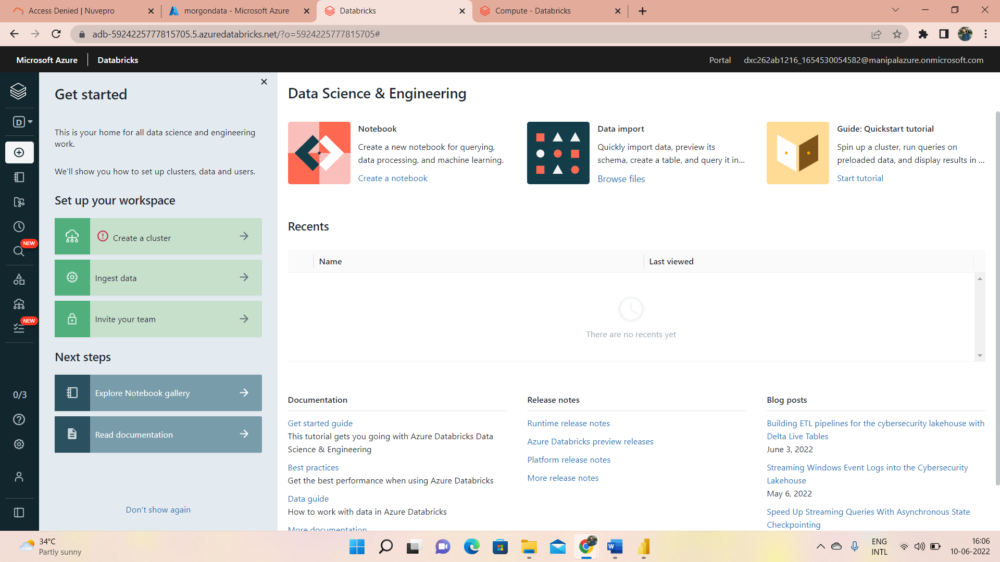 Access Denied | Nuvepro
morgondata - Microsoft Azure
Databricks
Compute - Databricks
adb-5924225777815705.5.azuredatabricks.net/?o=5924225777815705#
Microsoft Azure
Databricks
Portal
dxc262ab1216_1654530054582@manipalazure.onmicrosoft.com
D
NEW
NEW
0/3
Get started
This is your home for all data science and engineering
work.
We'll show you how to set up clusters, data and users.
Set up your workspace
Create a cluster
Ingest data
Invite your team
Next steps
Explore Notebook gallery
Read documentation
Don't show again
Data Science & Engineering
Notebook
Create a new notebook for querying,
data processing, and machine learning.
Create a notebook
Data import
Quickly import data, preview its
schema, create a table, and query it in...
Browse files
Guide: Quickstart tutorial
Spin up a cluster, run queries on
preloaded data, and display results in ...
Start tutorial
Recents
Name
Last viewed
There are no recents yet
Documentation
Get started guide
This tutorial gets you going with Azure Databricks Data
Science & Engineering
Best practices
Get the best performance when using Azure Databricks
Data guide
How to work with data in Azure Databricks
More documentation
Release notes
Runtime release notes
Azure Databricks preview releases
Platform release notes
More release notes
Blog posts
Building ETL pipelines for the cybersecurity lakehouse with
Delta Live Tables
June 3, 2022
Streaming Windows Event Logs into the Cybersecurity
Lakehouse
May 6, 2022
Speed Up Streaming Queries With Asynchronous State
Checkpointing
34°C
Partly sunny
W
ENG
INTL
16:06
10-06-2022